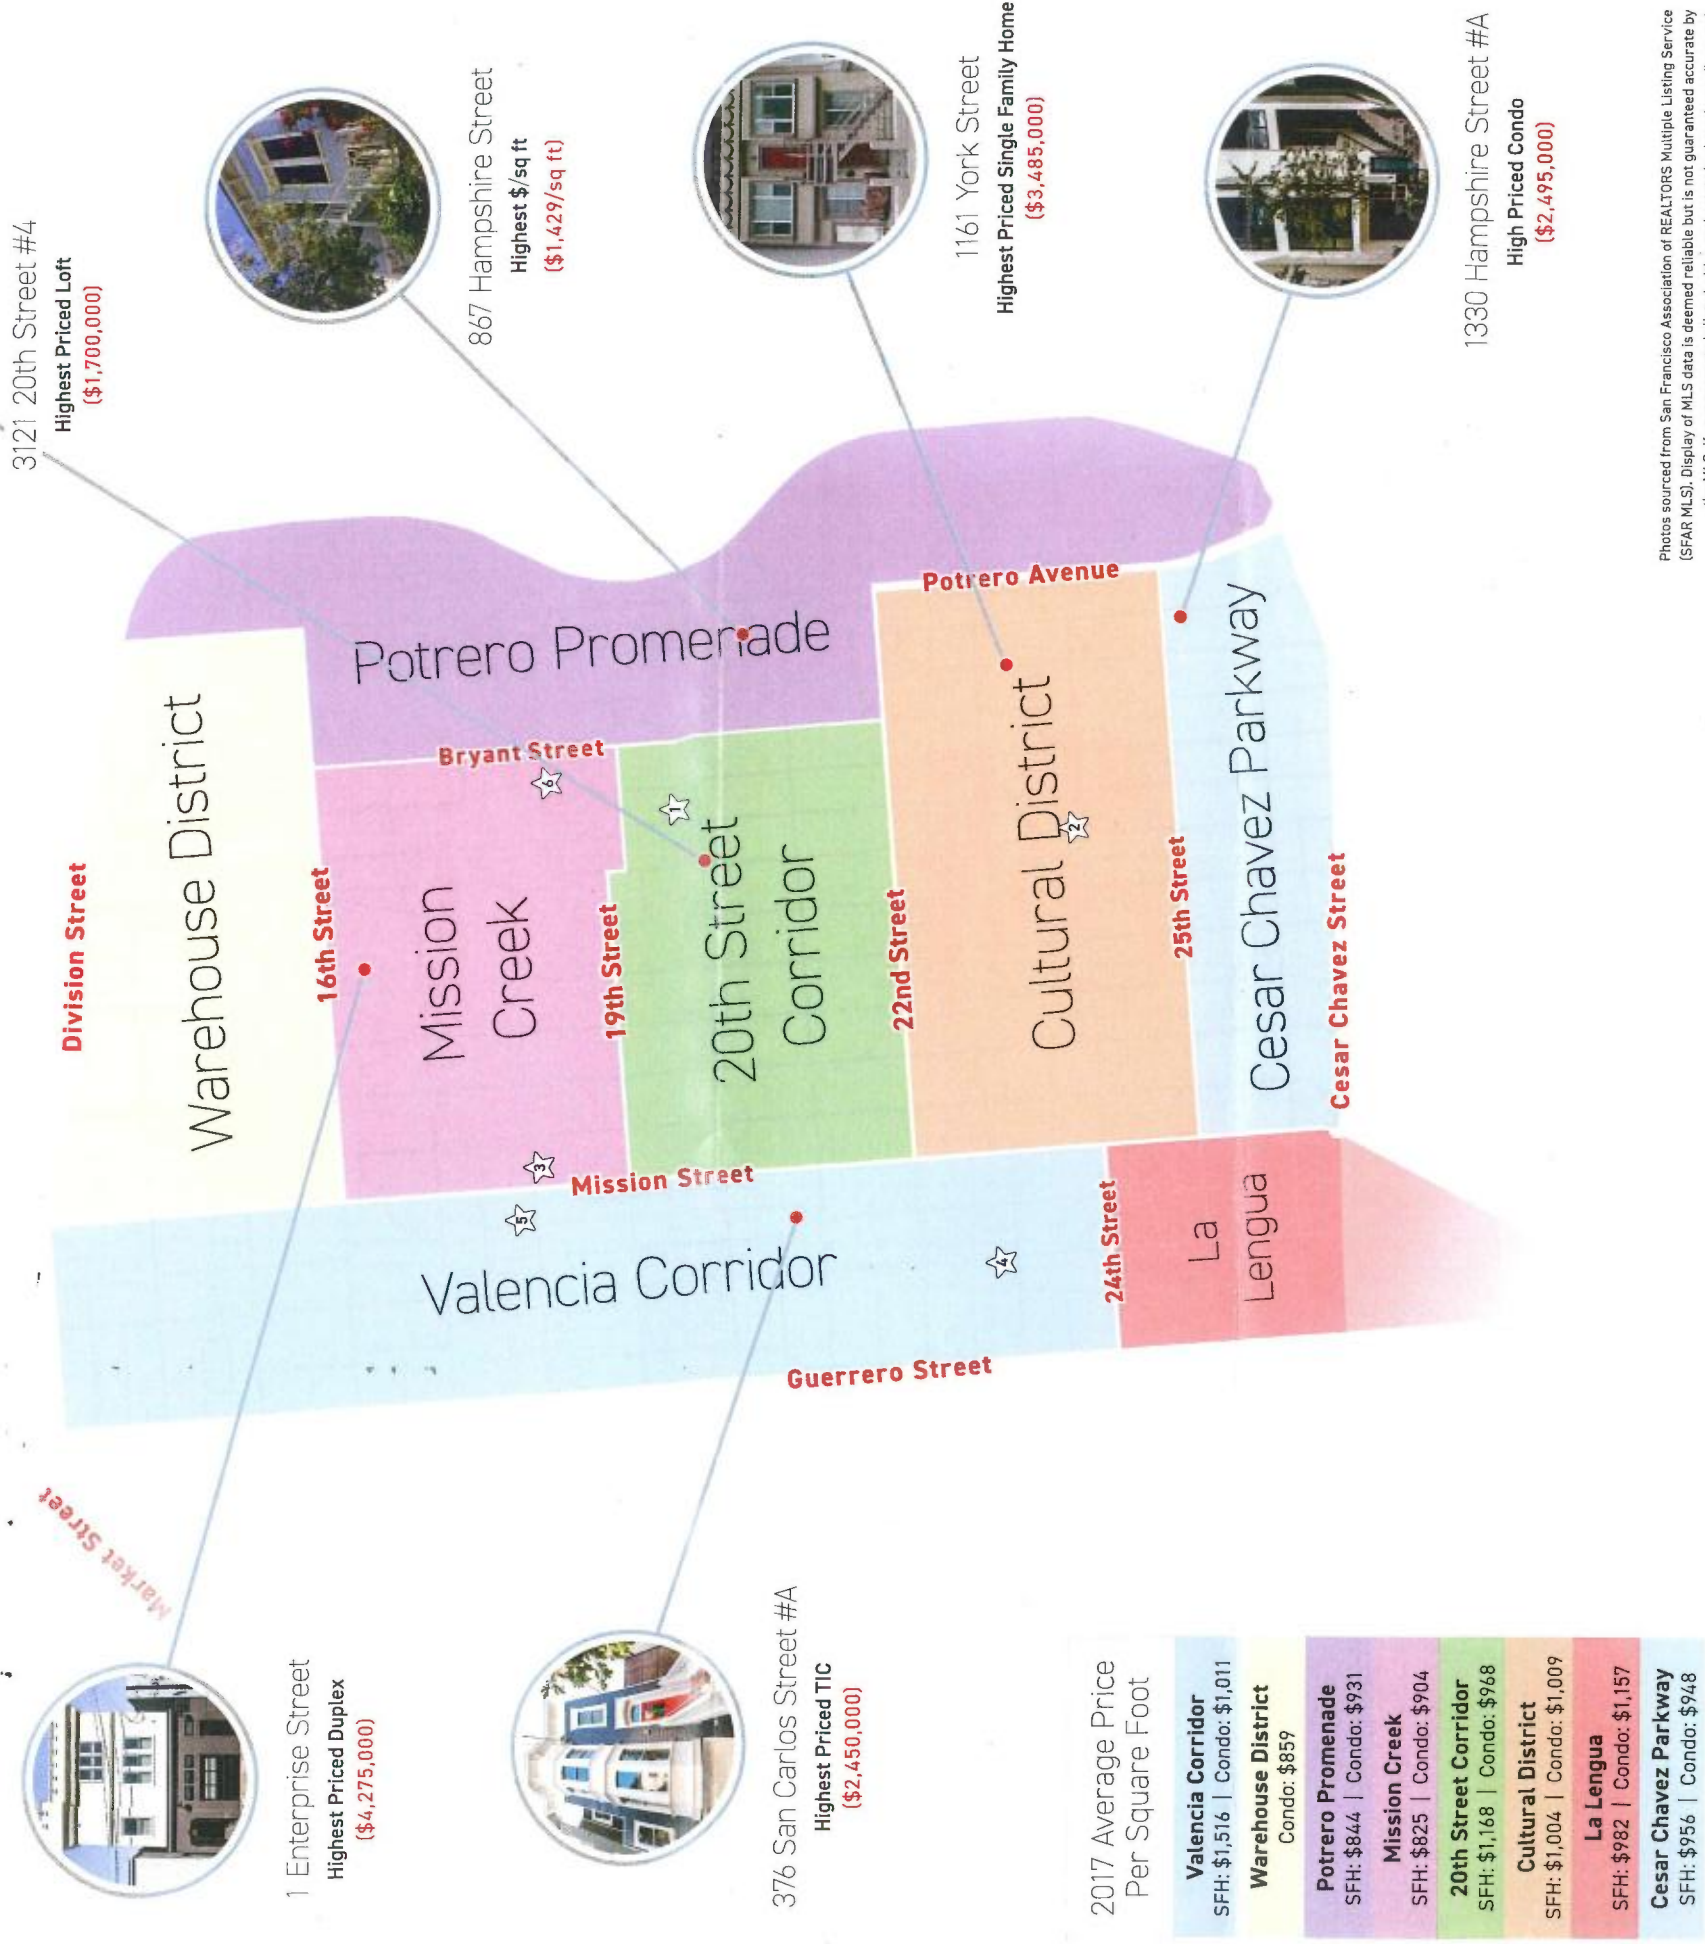 3121 20th Street #4
Highest Priced Loft
($1,700,000)
867 Hampshire Street
Highest $/sq ft
($1,429/sq ft)
1161 York Street
Highest Priced Single Family Home
($3,485,000)
1330 Hampshire Street #A
High Priced Condo
($2,495,000)
Division Street
Warehouse District
16th Street
Potrero Promenade
Bryant Street
Mission
Creek
6
3
19th Street
1
20th Street
Corridor
22nd Street
Potrero Avenue
Cultural District
2
25th Street
Cesar Chavez Parkway
Cesar Chavez Street
Mission Street
5
Valencia Corridor
4
24th Street
La
Lengua
Guerrero Street
Market Street
1 Enterprise Street
Highest Priced Duplex
($4,275,000)
376 San Carlos Street #A
Highest Priced TIC
($2,450,000)
2017 Average Price
Per Square Foot
Valencia Corridor
SFH: $1,516 | Condo: $1,011
Warehouse District
Condo: $859
Potrero Promenade
SFH: $844 | Condo: $931
Mission Creek
SFH: $825 | Condo: $904
20th Street Corridor
SFH: $1,168 | Condo: $968
Cultural District
SFH: $1,004 | Condo: $1,009
La Lengua
SFH: $982 | Condo: $1,157
Cesar Chavez Parkway
SFH: $956 | Condo: $948
Photos sourced from San Francisco Association of REALTORS Multiple Listing Service
(SFAR MLS). Display of MLS data is deemed reliable but is not guaranteed accurate by